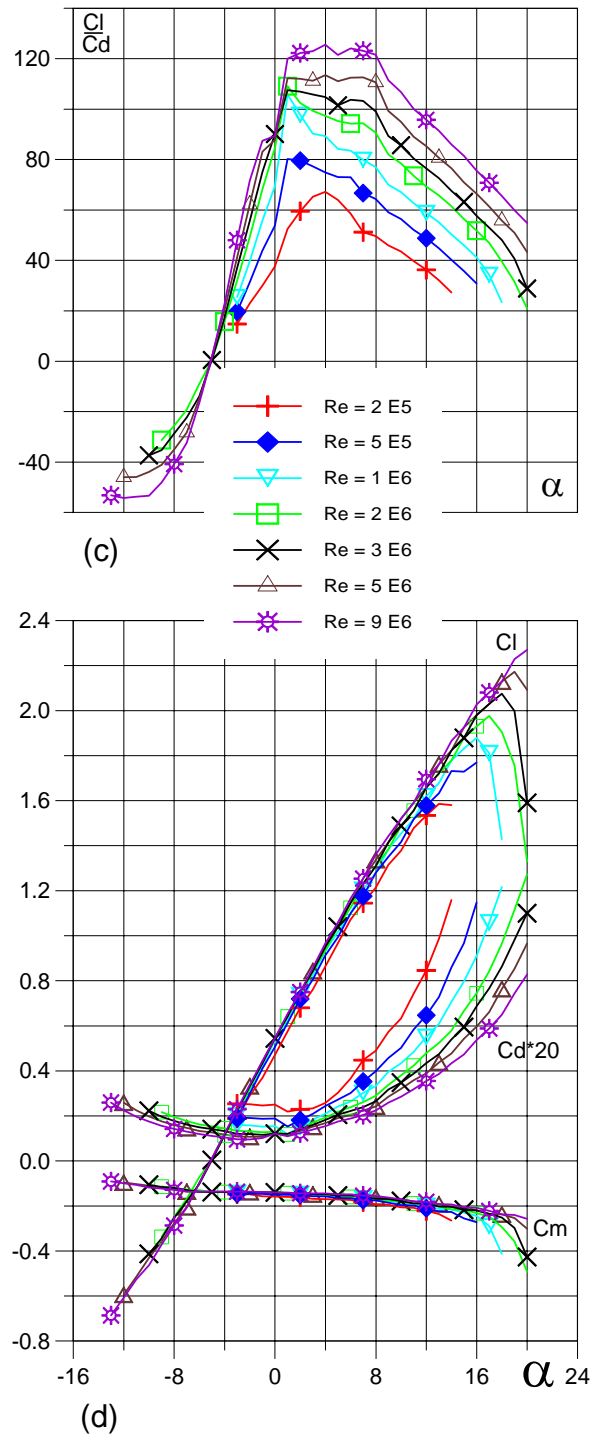 Cl
Cd
α
120
80
40
0
-40
α
(c)
Re = 2 E5
Re = 5 E5
Re = 1 E6
Re = 2 E6
Re = 3 E6
Re = 5 E6
Re = 9 E6
2.4
Cl
2.0
1.6
1.2
0.8
Cd*20
0.4
0.0
Cm
-0.4
-0.8
-16 -8 0 8 16 α 24
(d)